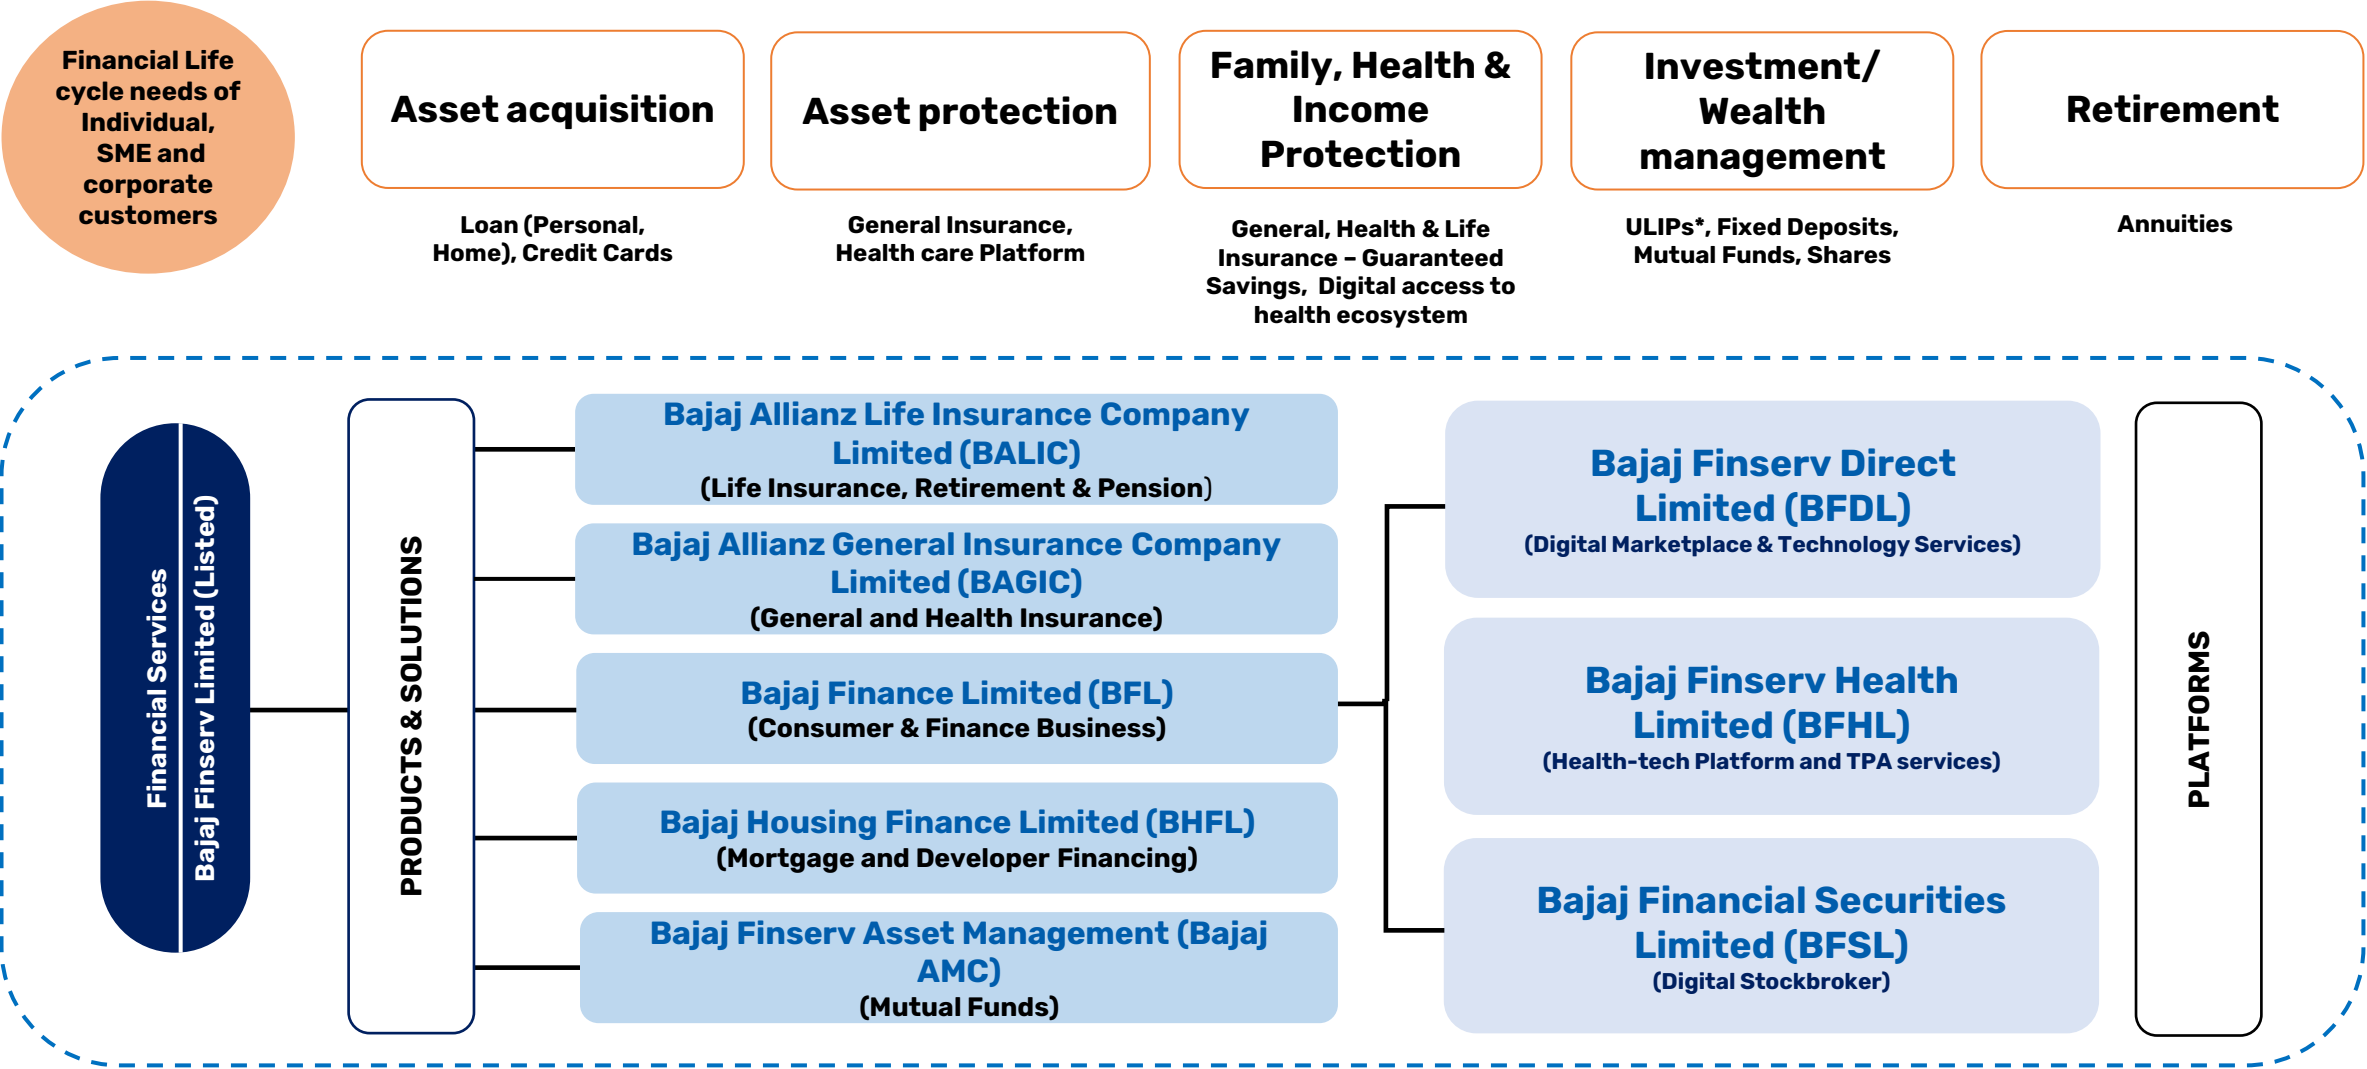 Financial Life
cycle needs of
Individual,
SME and
corporate
customers
Asset acquisition
Loan (Personal,
Home), Credit Cards
Asset protection
General Insurance,
Health care Platform
Family, Health &
Income
Protection
General, Health & Life
Insurance – Guaranteed
Savings, Digital access to
health ecosystem
Investment/
Wealth
management
ULIPs*, Fixed Deposits,
Mutual Funds, Shares
Retirement
Annuities
Financial Services
Bajaj Finserv Limited (Listed)
PRODUCTS & SOLUTIONS
Bajaj Allianz Life Insurance Company
Limited (BALIC)
(Life Insurance, Retirement & Pension)
Bajaj Allianz General Insurance Company
Limited (BAGIC)
(General and Health Insurance)
Bajaj Finance Limited (BFL)
(Consumer & Finance Business)
Bajaj Housing Finance Limited (BHFL)
(Mortgage and Developer Financing)
Bajaj Finserv Asset Management (Bajaj
AMC)
(Mutual Funds)
Bajaj Finserv Direct
Limited (BFDL)
(Digital Marketplace & Technology Services)
Bajaj Finserv Health
Limited (BFHL)
(Health-tech Platform and TPA services)
Bajaj Financial Securities
Limited (BFSL)
(Digital Stockbroker)
PLATFORMS